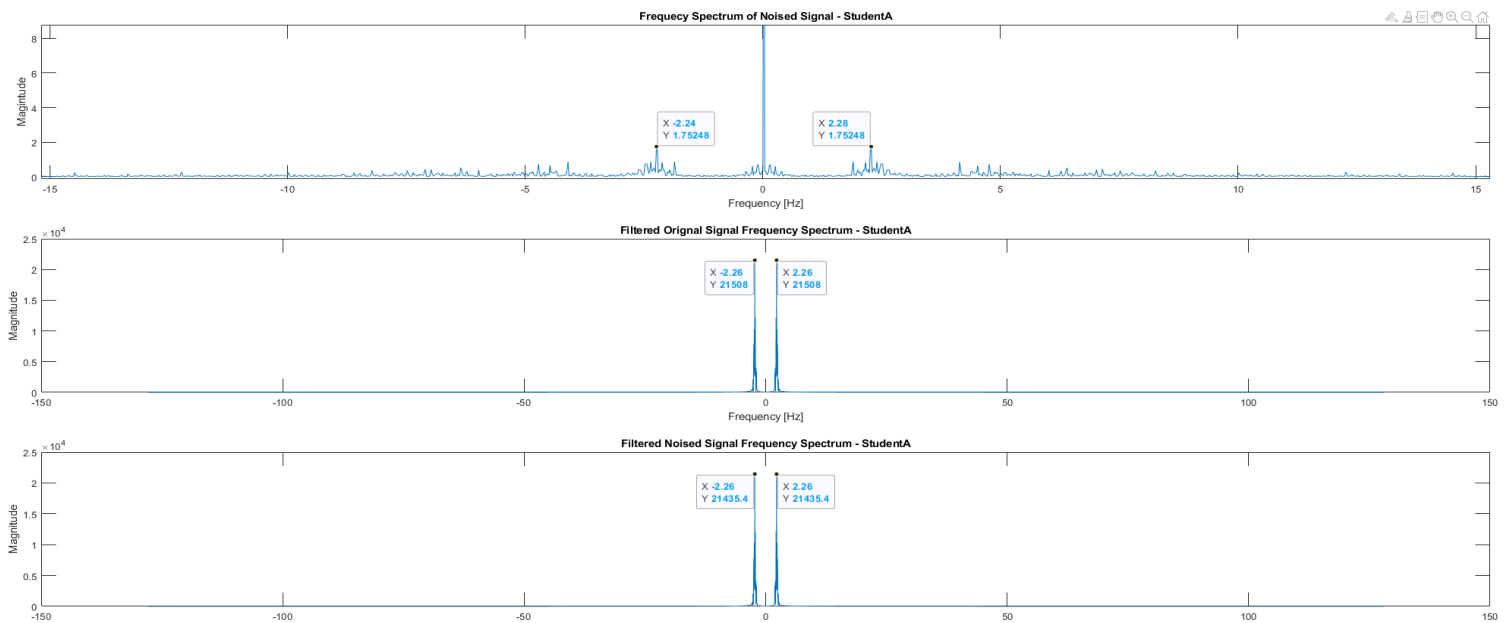 Frequecy Spectrum of Noised Signal - StudentA
8
6
4
2
0
Magintude
X -2.24
Y 1.75248
X 2.28
Y 1.75248
-15 -10 -5 0 5 10 15
Frequency [Hz]
Filtered Orignal Signal Frequency Spectrum - StudentA
×10^4
2.5
2
1.5
1
0.5
0
Magnitude
X -2.26
Y 21508
X 2.26
Y 21508
-150 -100 -50 0 50 100 150
Frequency [Hz]
Filtered Noised Signal Frequency Spectrum - StudentA
×10^4
2.5
2
1.5
1
0.5
0
Magnitude
X -2.26
Y 21435.4
X 2.26
Y 21435.4
-150 -100 -50 0 50 100 150